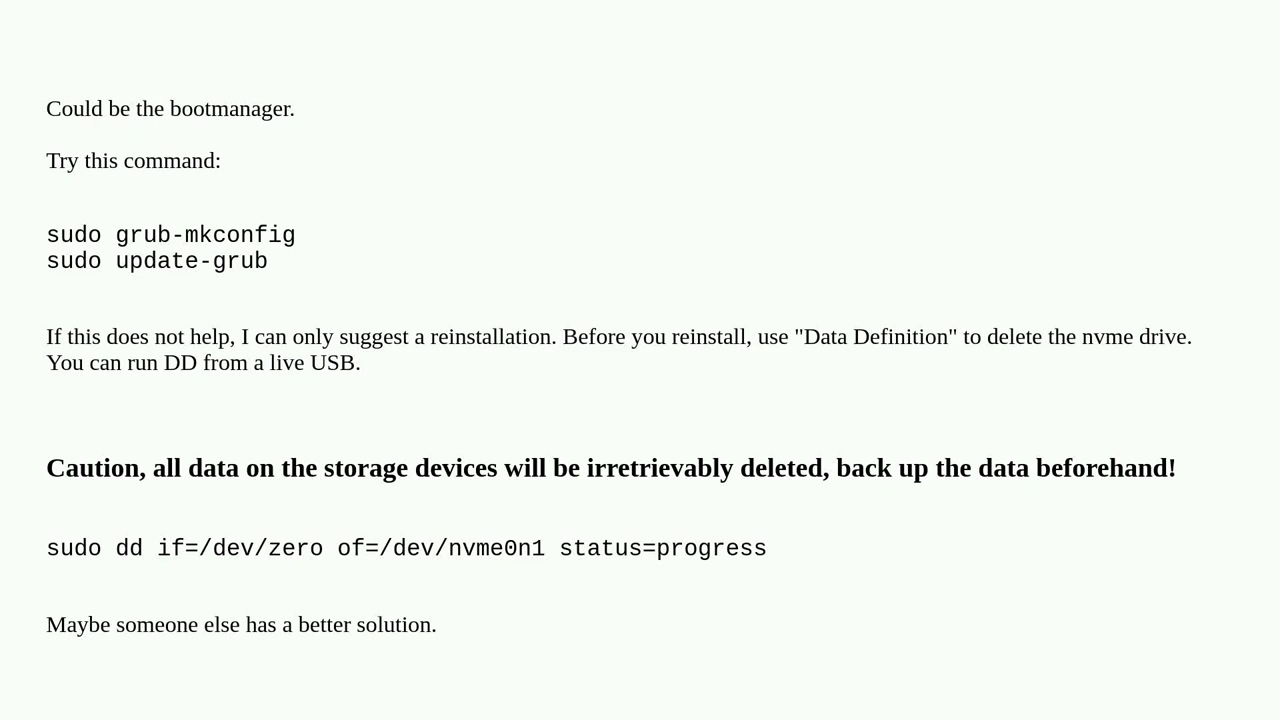 Could be the bootmanager.
Try this command:
sudo grub-mkconfig
sudo update-grub
If this does not help, I can only suggest a reinstallation. Before you reinstall, use "Data Definition" to delete the nvme drive.
You can run DD from a live USB.
Caution, all data on the storage devices will be irretrievably deleted, back up the data beforehand!
sudo dd if=/dev/zero of=/dev/nvme0n1 status=progress
Maybe someone else has a better solution.